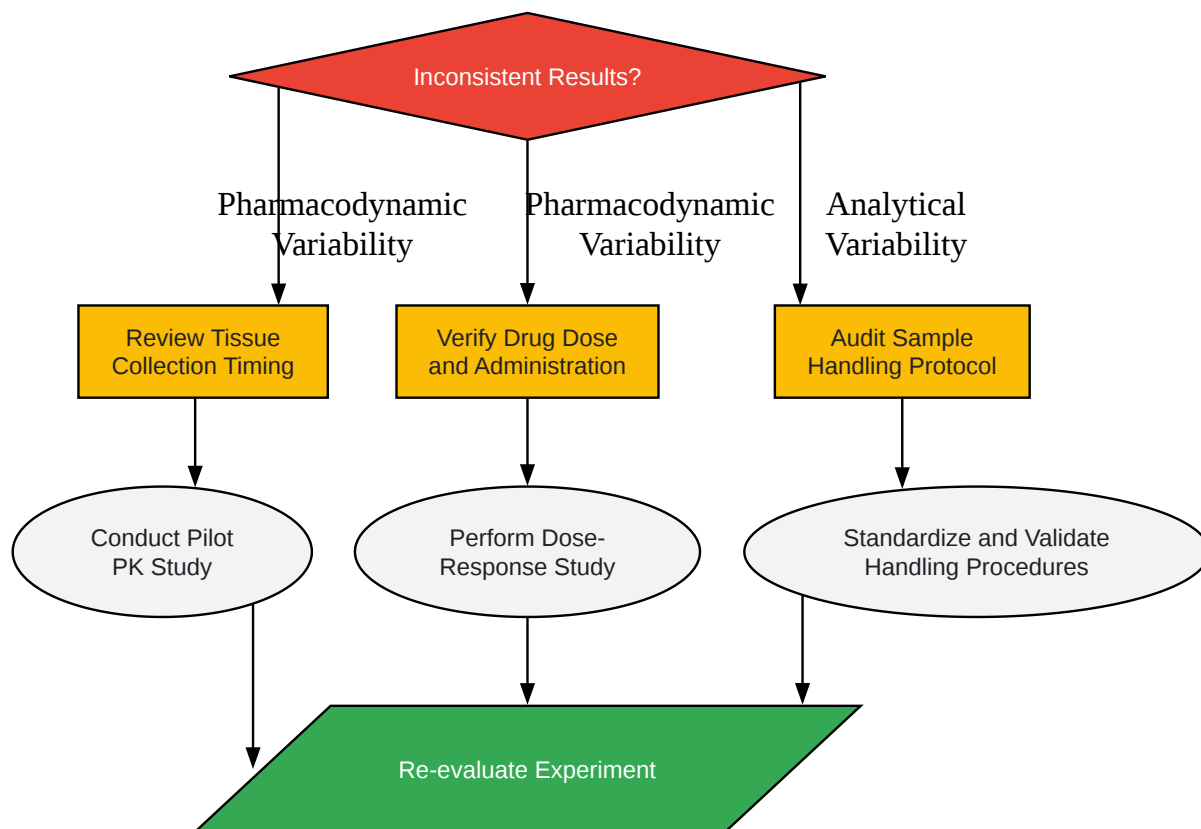 Inconsistent Results?
Pharmacodynamic
Variability
Pharmacodynamic
Variability
Analytical
Variability
Review Tissue
Collection Timing
Verify Drug Dose
and Administration
Audit Sample
Handling Protocol
Conduct Pilot
PK Study
Perform Dose-
Response Study
Standardize and Validate
Handling Procedures
Re-evaluate Experiment